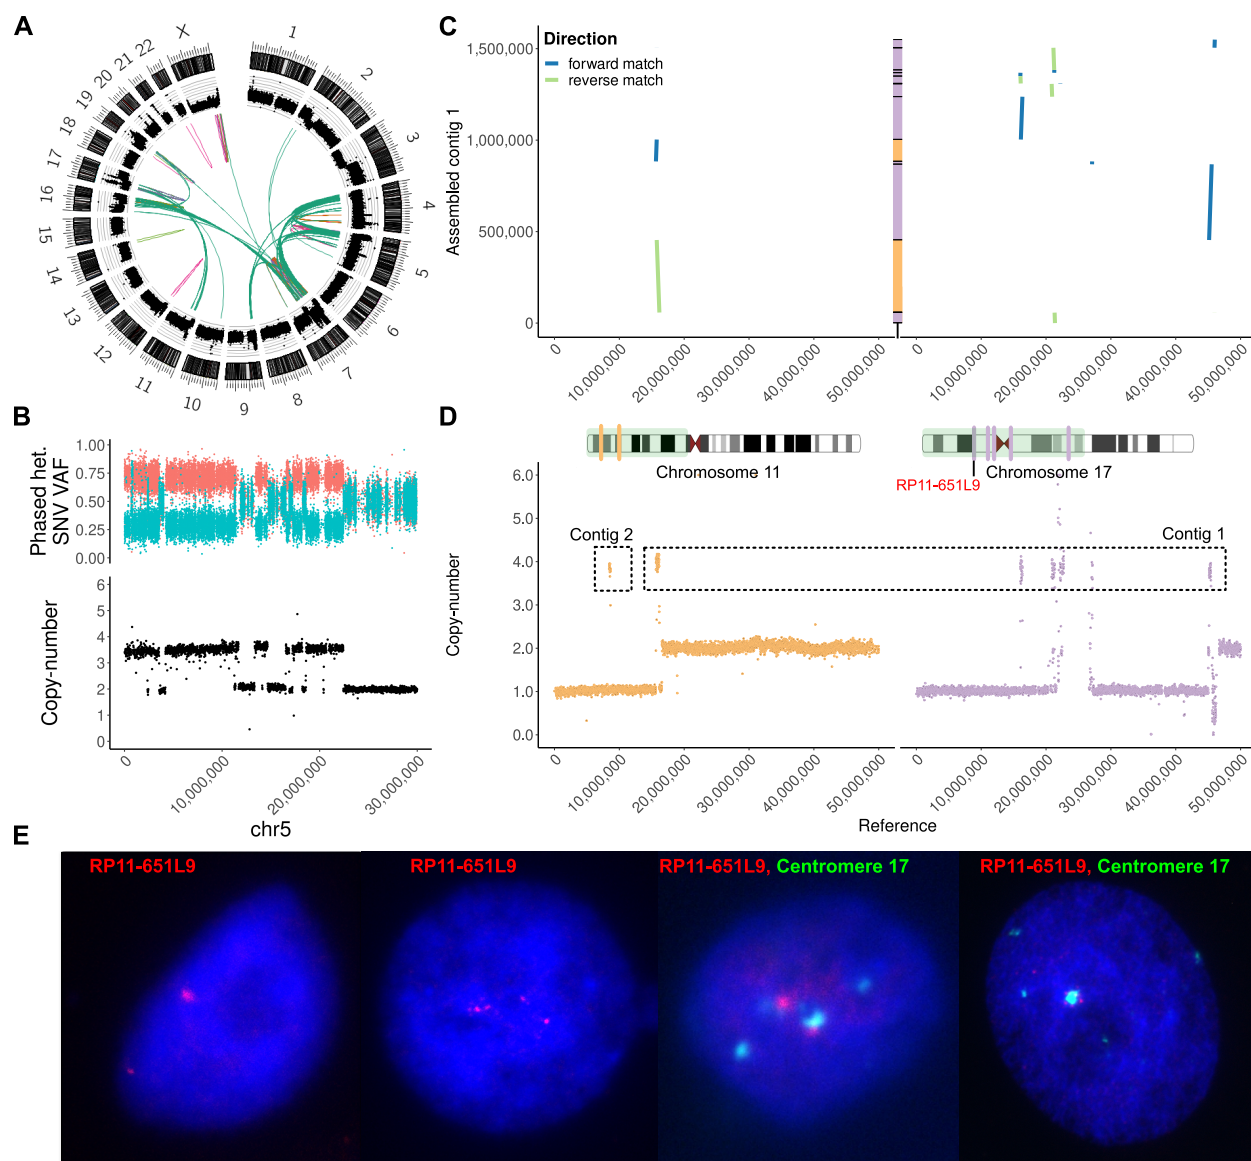 A
X
1
2
3
4
5
6
7
8
9
10
11
12
13
14
15
16
17
18
19
20
21
22
B
Phased het.
SNV VAF
1.00
0.75
0.50
0.25
0.00
Copy-number
6
5
4
3
2
1
0
0
10,000,000
20,000,000
30,000,000
chr5
C
Assembled contig 1
1,500,000
1,000,000
500,000
0
Direction
forward match
reverse match
0
10,000,000
20,000,000
30,000,000
40,000,000
50,000,000
0
10,000,000
20,000,000
30,000,000
40,000,000
50,000,000
D
Chromosome 11
Chromosome 17
RP11-651L9
Copy-number
6.0
5.0
4.0
3.0
2.0
1.0
0.0
Contig 2
Contig 1
0
10,000,000
20,000,000
30,000,000
40,000,000
50,000,000
0
10,000,000
20,000,000
30,000,000
40,000,000
50,000,000
Reference
E
RP11-651L9
RP11-651L9
RP11-651L9, Centromere 17
RP11-651L9, Centromere 17